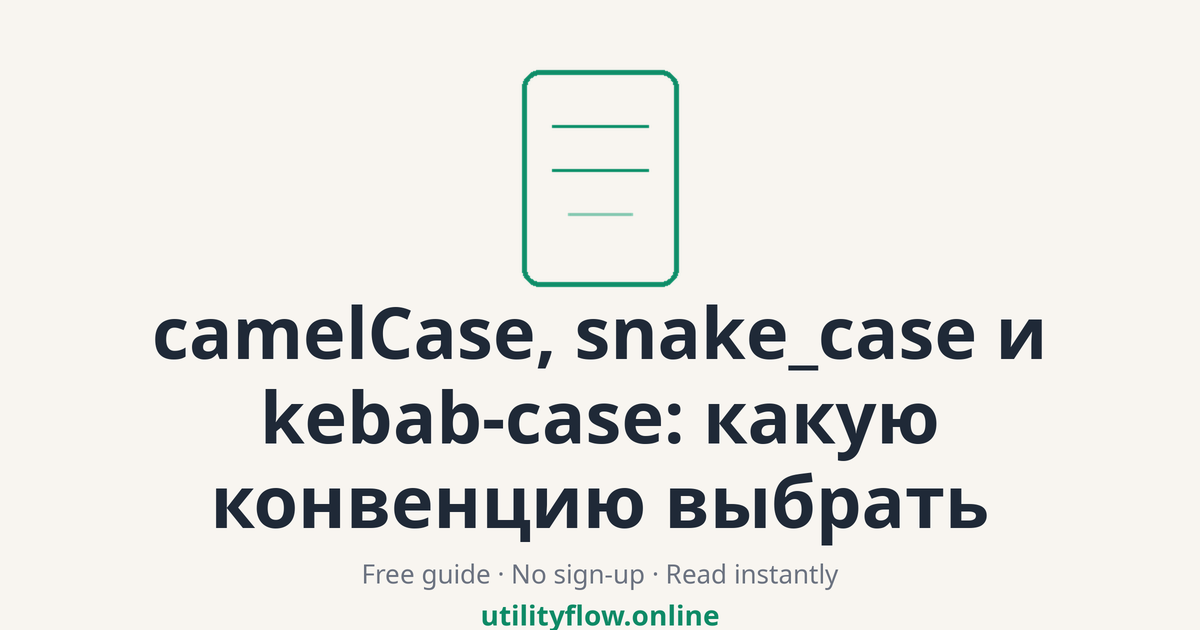 camelCase, snake_case и
kebab-case: какую
конвенцию выбрать
Free guide · No sign-up · Read instantly
utilityflow.online